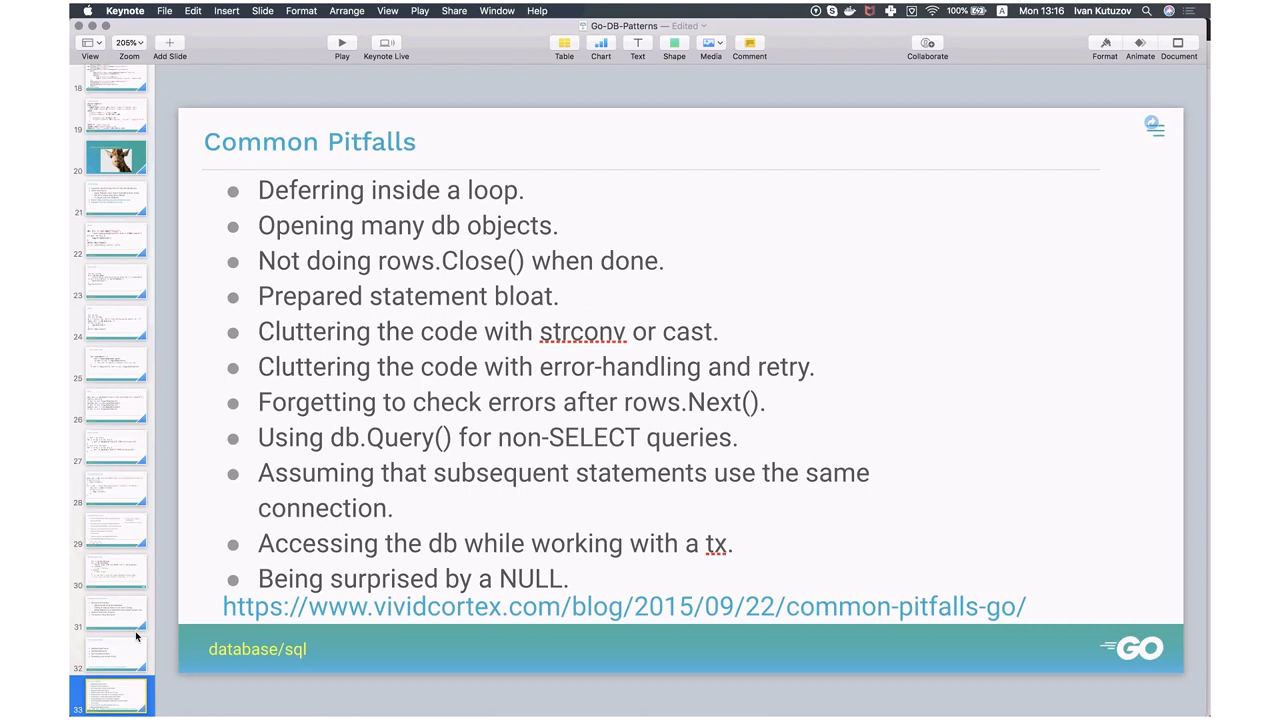 Keynote File Edit Insert Slide Format Arrange View Play Share Window Help 100% A Mon 13:16 Ivan Kutuzov
Go-DB-Patterns — Edited
205%
View Zoom Add Slide Play Keynote Live Table Chart Text Shape Media Comment Collaborate Format Animate Document
18
19
20
21
22
23
24
25
26
27
28
29
30
31
32
33
Common Pitfalls
● Deferring inside a loop.
● Opening many db objects.
● Not doing rows.Close() when done.
● Prepared statement bloat.
● Cluttering the code with strconv or cast.
● Cluttering the code with error-handling and retry.
● Forgetting to check errors after rows.Next().
● Using db.Query() for non-SELECT queries.
● Assuming that subsequent statements use the same
connection.
● Accessing the db while working with a tx.
● Being surprised by a NULL.
https://www.vividcortex.com/blog/2015/09/22/common-pitfalls-go/
database/sql
GO